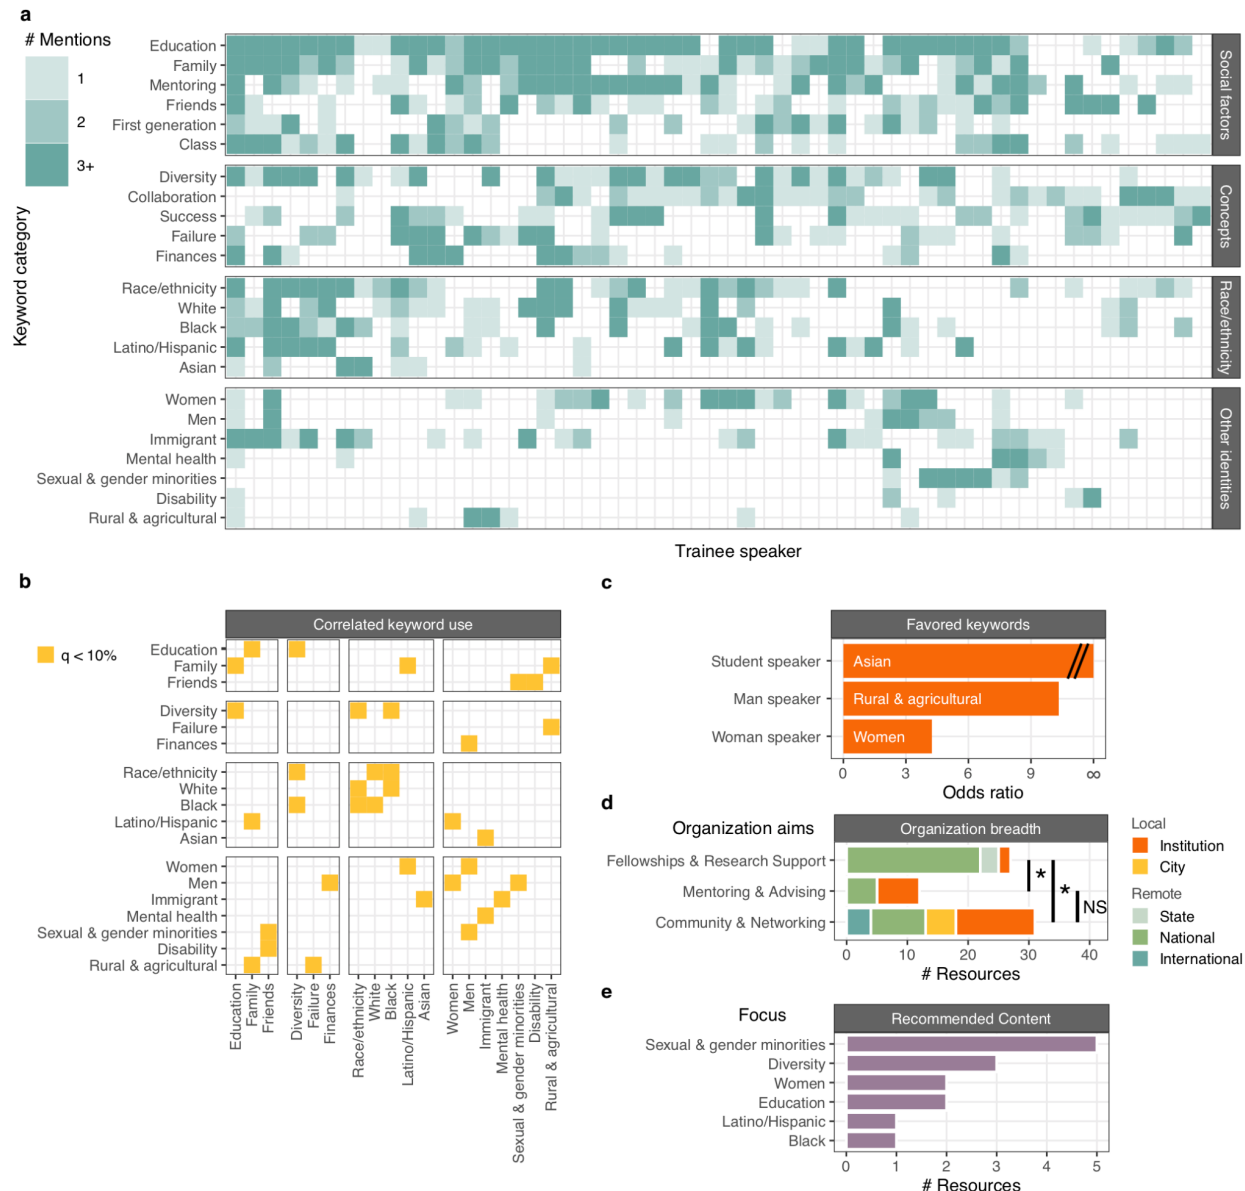 a
# Mentions
1
2
3+
Keyword category
Education
Family
Mentoring
Friends
First generation
Class
Social factors
Diversity
Collaboration
Success
Failure
Finances
Concepts
Race/ethnicity
White
Black
Latino/Hispanic
Asian
Race/ethnicity
Women
Men
Immigrant
Mental health
Sexual & gender minorities
Disability
Rural & agricultural
Other identities
Trainee speaker
b
q < 10%
Correlated keyword use
Education
Family
Friends
Diversity
Failure
Finances
Race/ethnicity
White
Black
Latino/Hispanic
Asian
Women
Men
Immigrant
Mental health
Sexual & gender minorities
Disability
Rural & agricultural
Education
Family
Friends
Diversity
Failure
Finances
Race/ethnicity
White
Black
Latino/Hispanic
Asian
Women
Men
Immigrant
Mental health
Sexual & gender minorities
Disability
Rural & agricultural
c
Favored keywords
Student speaker
Asian
Man speaker
Rural & agricultural
Woman speaker
Women
0 3 6 9 ∞
Odds ratio
d
Organization aims
Organization breadth
Fellowships & Research Support
Mentoring & Advising
Community & Networking
* * NS
0 10 20 30 40
# Resources
Local
Institution
City
Remote
State
National
International
e
Focus
Recommended Content
Sexual & gender minorities
Diversity
Women
Education
Latino/Hispanic
Black
0 1 2 3 4 5
# Resources